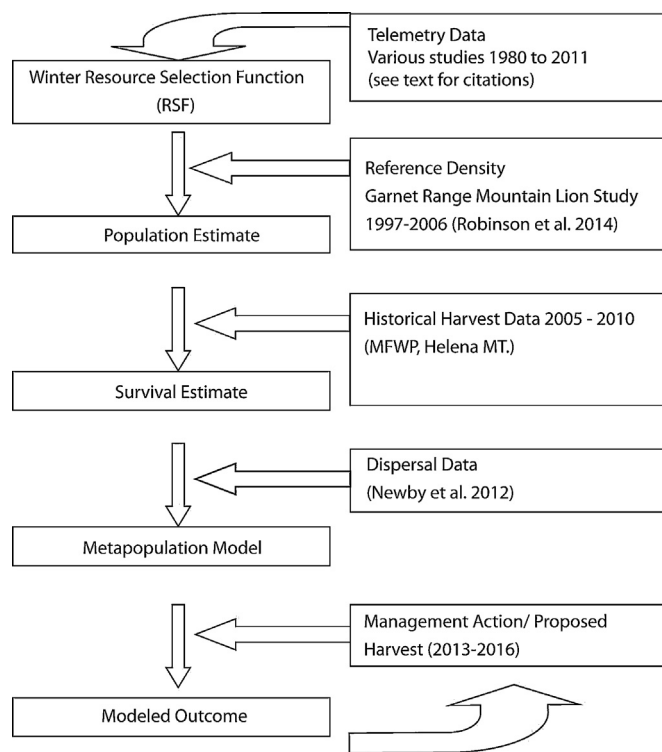 Telemetry Data
Various studies 1980 to 2011
(see text for citations)
Winter Resource Selection Function
(RSF)
Reference Density
Garnet Range Mountain Lion Study
1997-2006 (Robinson et al. 2014)
Population Estimate
Historical Harvest Data 2005 - 2010
(MFWP, Helena MT.)
Survival Estimate
Dispersal Data
(Newby et al. 2012)
Metapopulation Model
Management Action/ Proposed
Harvest (2013-2016)
Modeled Outcome